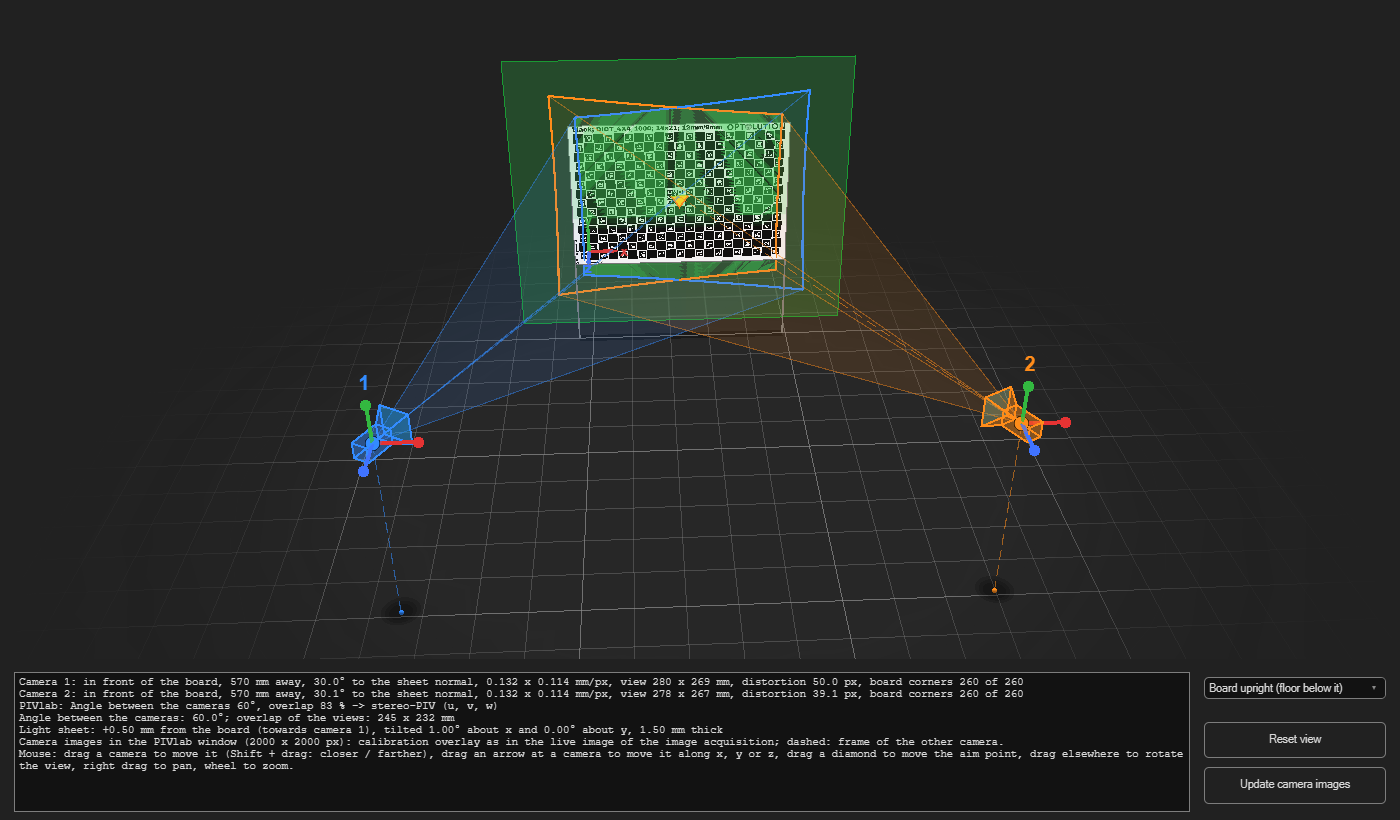 OPTOLUTION
1
2
Camera 1: in front of the board, 570 mm away, 30.0° to the sheet normal, 0.132 x 0.114 mm/px, view 280 x 269 mm, distortion 50.0 px, board corners 260 of 260
Camera 2: in front of the board, 570 mm away, 30.1° to the sheet normal, 0.132 x 0.114 mm/px, view 278 x 267 mm, distortion 39.1 px, board corners 260 of 260
PIVlab: Angle between the cameras 60°, overlap 83 % -> stereo-PIV (u, v, w)
Angle between the cameras: 60.0°; overlap of the views: 245 x 232 mm
Light sheet: +0.50 mm from the board (towards camera 1), tilted 1.00° about x and 0.00° about y, 1.50 mm thick
Camera images in the PIVlab window (2000 x 2000 px): calibration overlay as in the live image of the image acquisition; dashed: frame of the other camera.
Mouse: drag a camera to move it (Shift + drag: closer / farther), drag an arrow at a camera to move it along x, y or z, drag a diamond to move the aim point, drag elsewhere to rotate
the view, right drag to pan, wheel to zoom.
Board upright (floor below it)
Reset view
Update camera images